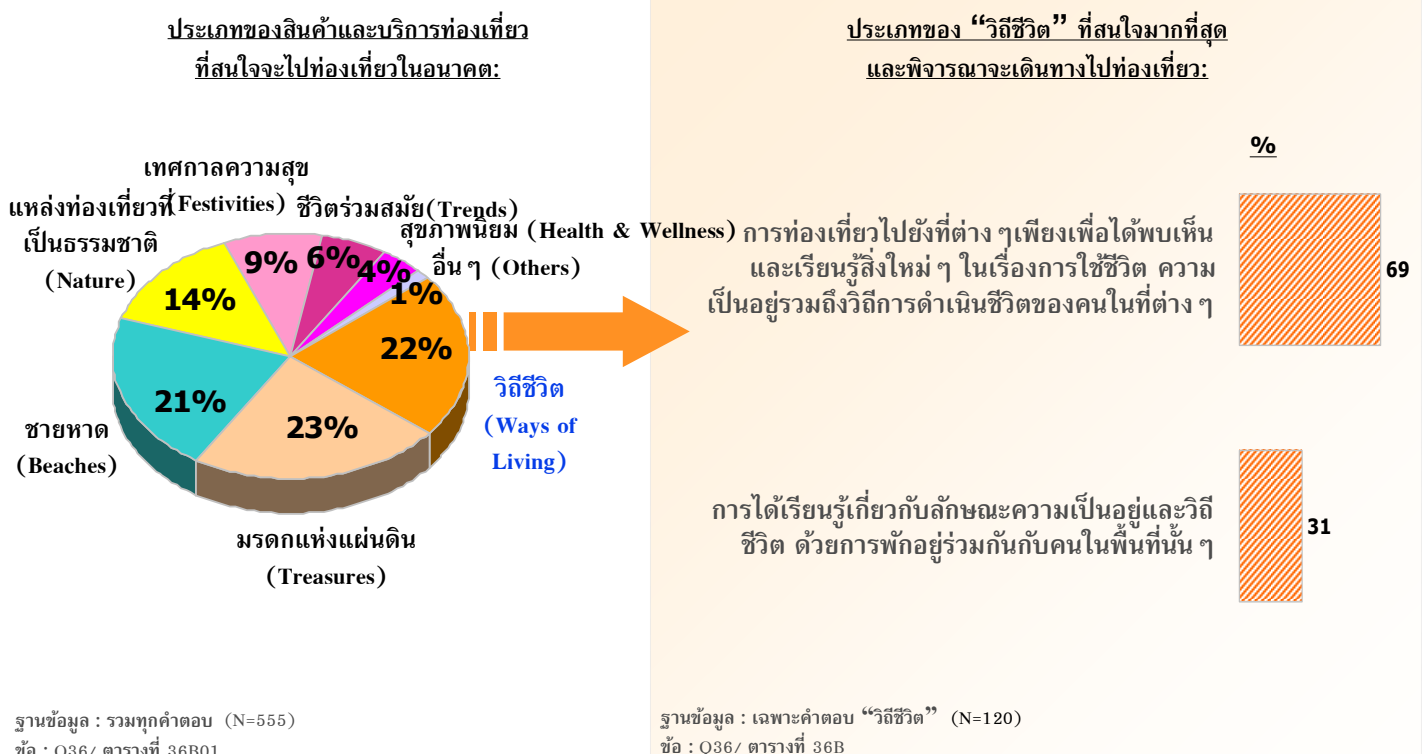 ประเภทของสินค้าและบริการท่องเที่ยว
ที่สนใจจะไปท่องเที่ยวในอนาคต:
เทศกาลความสุข
(Festivities)
แหล่งท่องเที่ยวที่
เป็นธรรมชาติ
(Nature)
ชีวิตร่วมสมัย(Trends)
สุขภาพนิยม (Health & Wellness)
อื่น ๆ (Others)
9%
6%
4%
1%
14%
22%
21%
23%
วิถีชีวิต
(Ways of
Living)
ชายหาด
(Beaches)
มรดกแห่งแผ่นดิน
(Treasures)
ฐานข้อมูล : รวมทุกคำตอบ (N=555)
ข้อ : Q36/ ตารางที่ 36B01
ประเภทของ “วิถีชีวิต” ที่สนใจมากที่สุด
และพิจารณาจะเดินทางไปท่องเที่ยว:
%
การท่องเที่ยวไปยังที่ต่าง ๆเพียงเพื่อได้พบเห็น
และเรียนรู้สิ่งใหม่ ๆ ในเรื่องการใช้ชีวิต ความ
เป็นอยู่รวมถึงวิถีการดำเนินชีวิตของคนในที่ต่าง ๆ
69
การได้เรียนรู้เกี่ยวกับลักษณะความเป็นอยู่และวิถี
ชีวิต ด้วยการพักอยู่ร่วมกันกับคนในพื้นที่นั้น ๆ
31
ฐานข้อมูล : เฉพาะคำตอบ “วิถีชีวิต” (N=120)
ข้อ : Q36/ ตารางที่ 36B